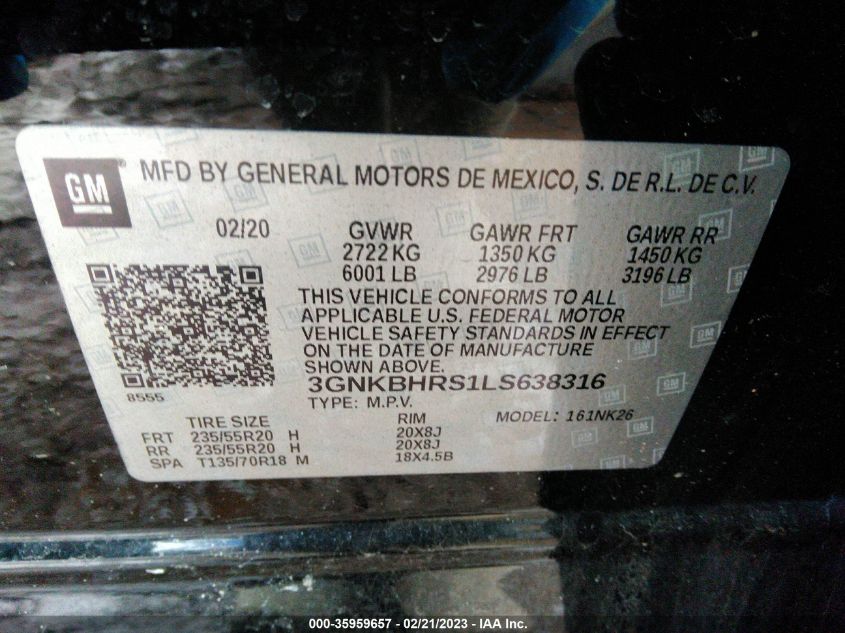 GM MFD BY GENERAL MOTORS DE MEXICO, S. DE R.L. DE C.V.
02/20 GVWR GAWR FRT GAWR RR
2722 KG 1350 KG 1450 KG
6001 LB 2976 LB 3196 LB
THIS VEHICLE CONFORMS TO ALL
APPLICABLE U.S. FEDERAL MOTOR
VEHICLE SAFETY STANDARDS IN EFFECT
ON THE DATE OF MANUFACTURE
SHOWN ABOVE.
3GNKBHRS1LS638316
8555 TYPE: M.P.V. MODEL: 161NK26
TIRE SIZE RIM
FRT 235/55R20 H 20X8J
RR 235/55R20 H 20X8J
SPA T135/70R18 M 18X4.5B
000-35959657 - 02/21/2023 - IAA Inc.